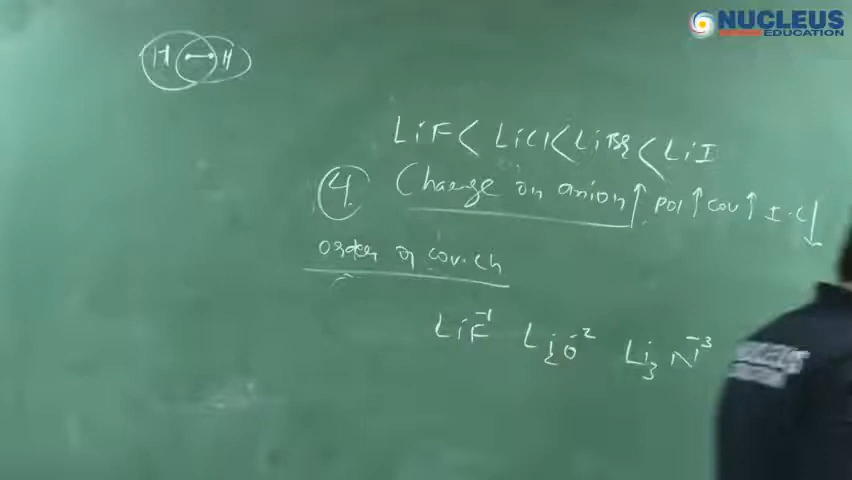 NUCLEUS
EDUCATION
H H
LiF < LiCl < LiBr < LiI
4. Charge on anion ↑ pol ↑ cov ↑ I.C ↓
order of cov. ch
LiF⁻¹ Li₂O⁻² Li₃N⁻³